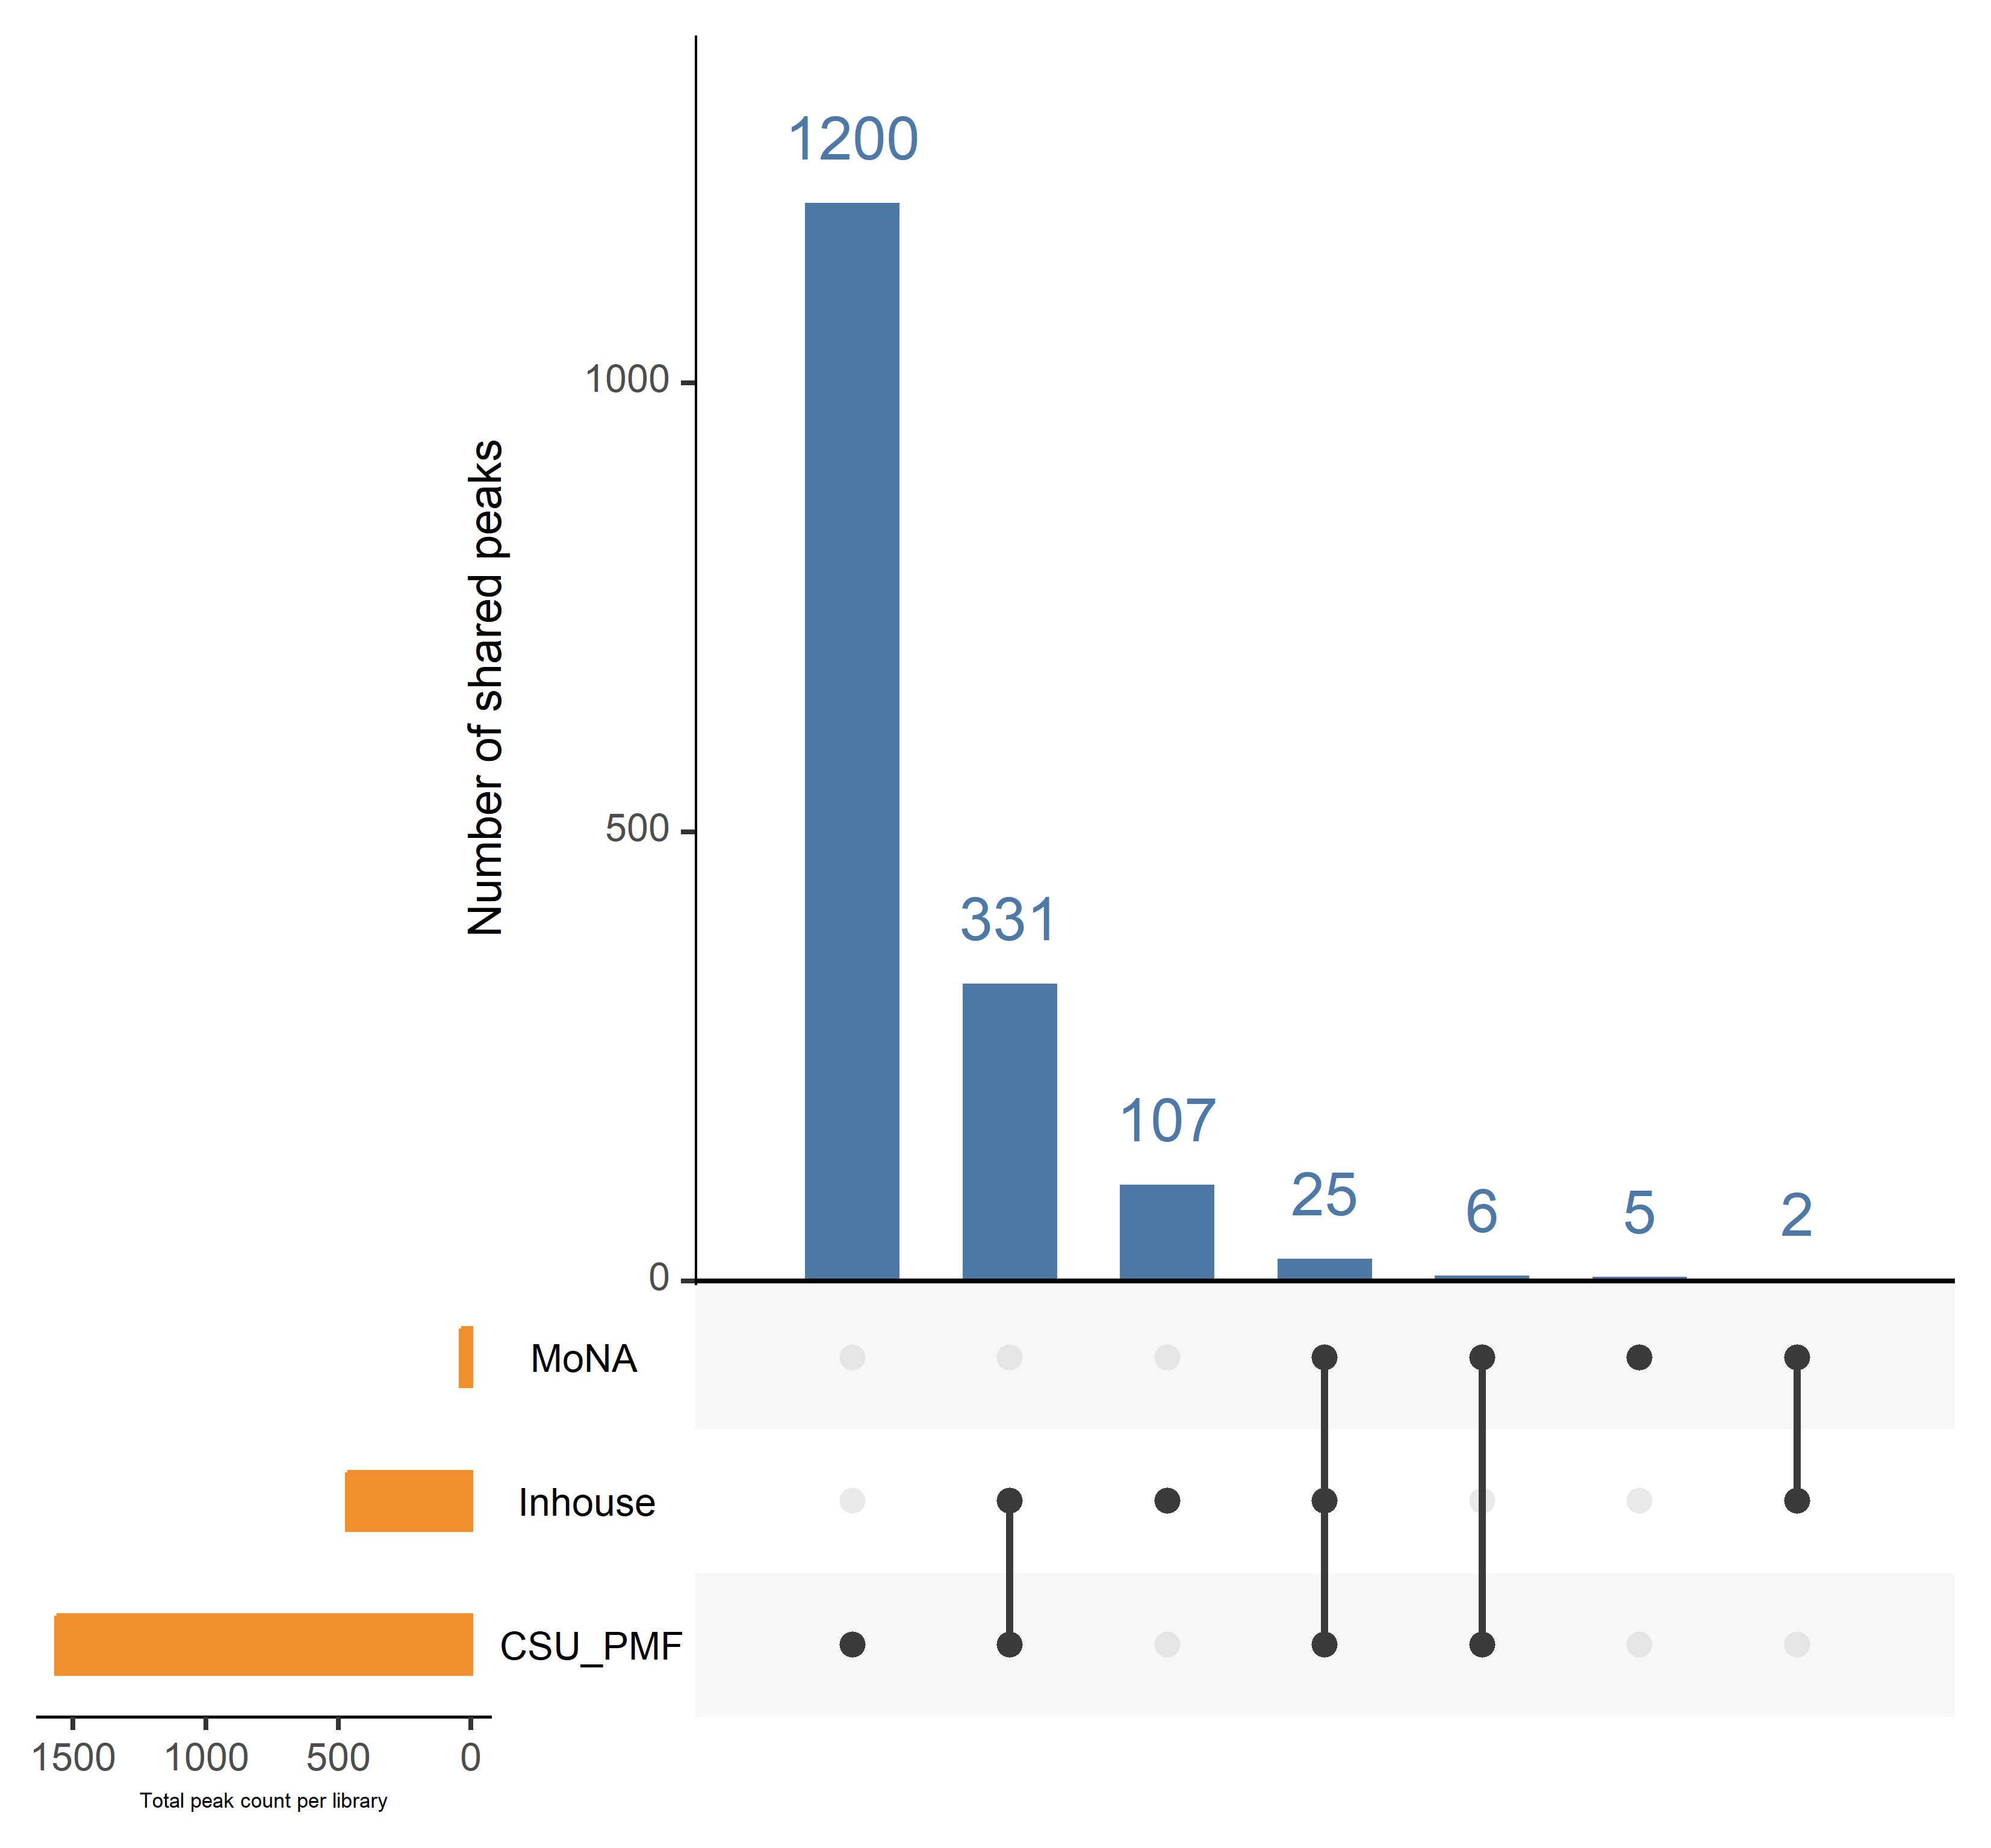 1200
1000
Number of shared peaks
500
331
107
25
6
5
2
0
MoNA
Inhouse
CSU_PMF
1500 1000 500 0
Total peak count per library